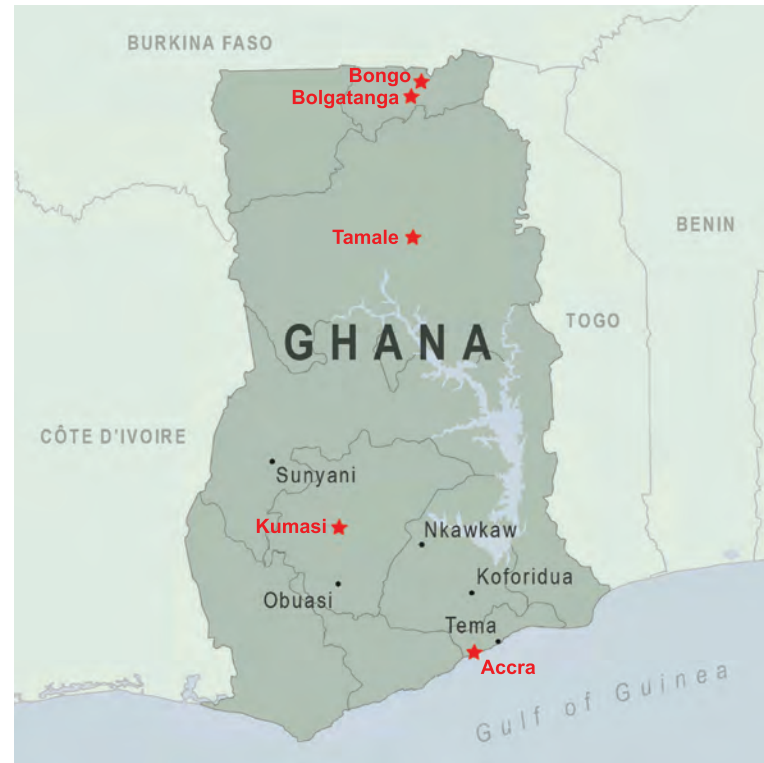 BURKINA FASO
Bongo
Bolgatanga
Tamale
BENIN
TOGO
GHANA
CÔTE D'IVOIRE
Sunyani
Kumasi
Nkawkaw
Koforidua
Obuasi
Tema
Accra
Gulf of Guinea